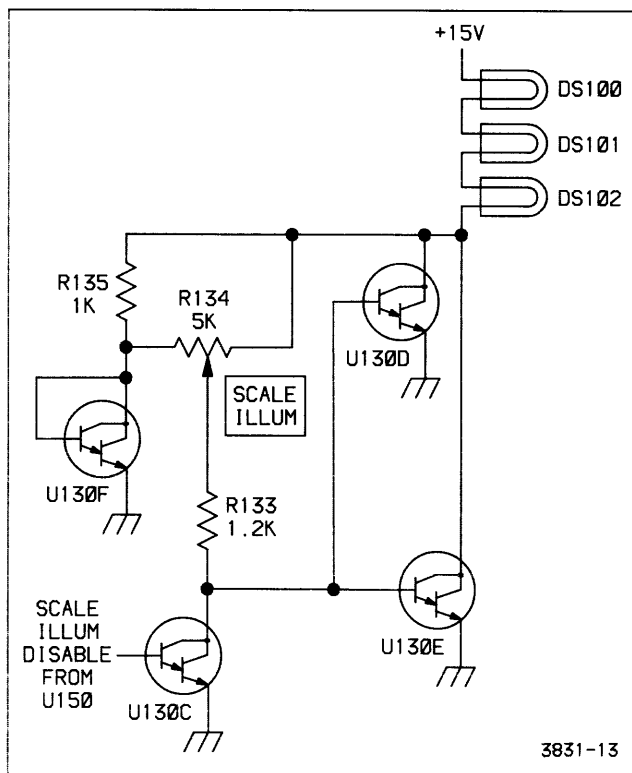 +15V
DS100
DS101
DS102
R135
1K
R134
5K
U130D
SCALE
ILLUM
U130F
R133
1.2K
SCALE
ILLUM
DISABLE
FROM
U150
U130E
U130C
3831-13